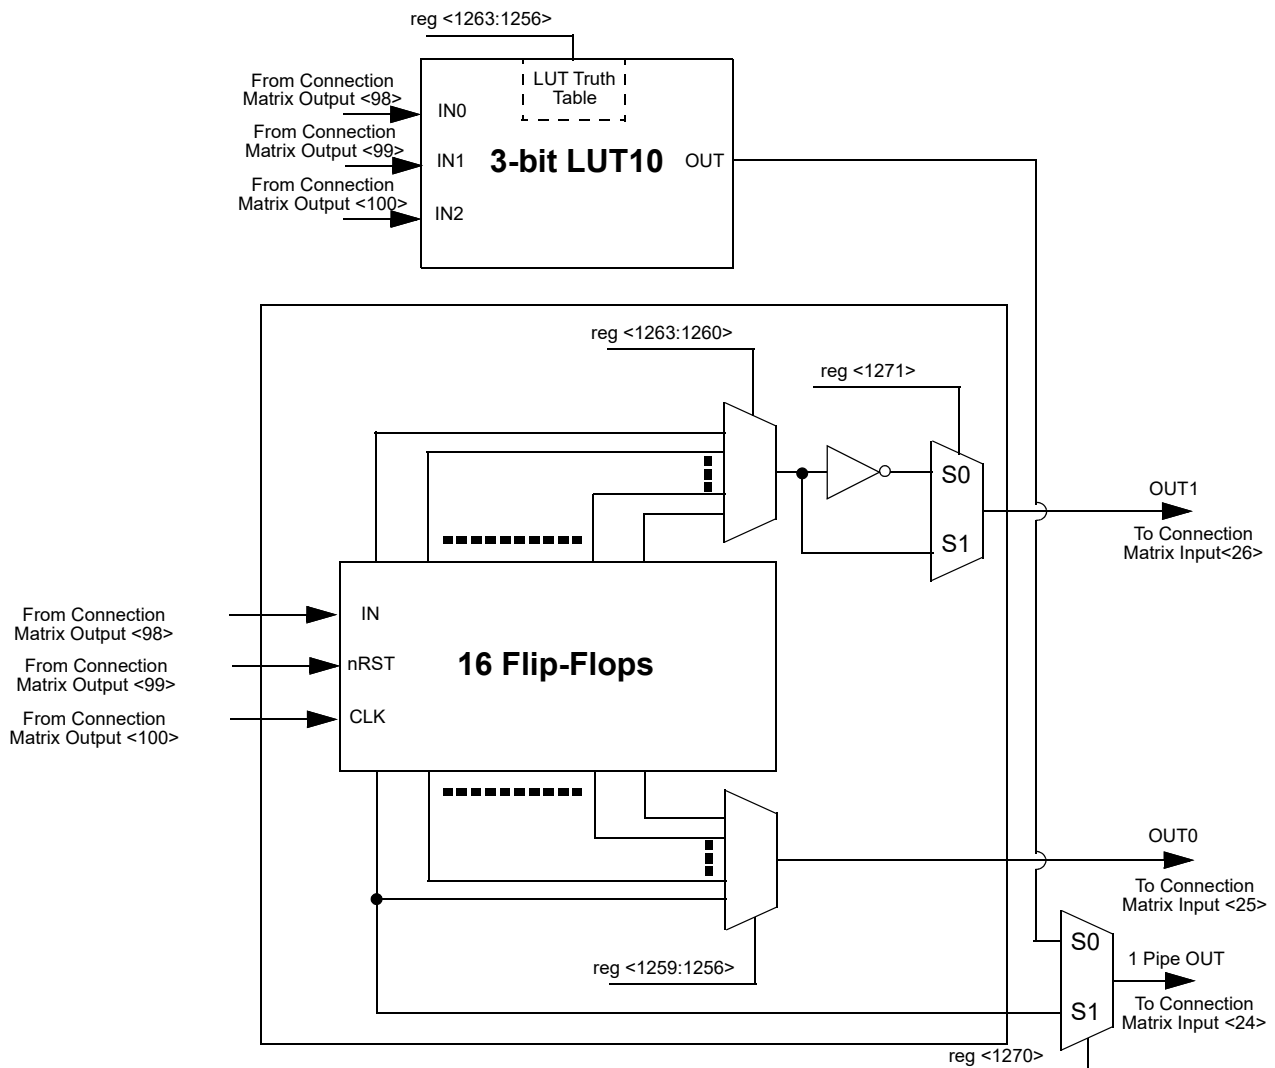 reg <1263:1256>
LUT Truth
Table
From Connection
Matrix Output <98>
IN0
From Connection
Matrix Output <99>
IN1
3-bit LUT10
OUT
From Connection
Matrix Output <100>
IN2
reg <1263:1260>
reg <1271>
S0
S1
OUT1
To Connection
Matrix Input<26>
From Connection
Matrix Output <98>
IN
From Connection
Matrix Output <99>
nRST
16 Flip-Flops
From Connection
Matrix Output <100>
CLK
OUT0
To Connection
Matrix Input <25>
reg <1259:1256>
S0
S1
1 Pipe OUT
To Connection
Matrix Input <24>
reg <1270>